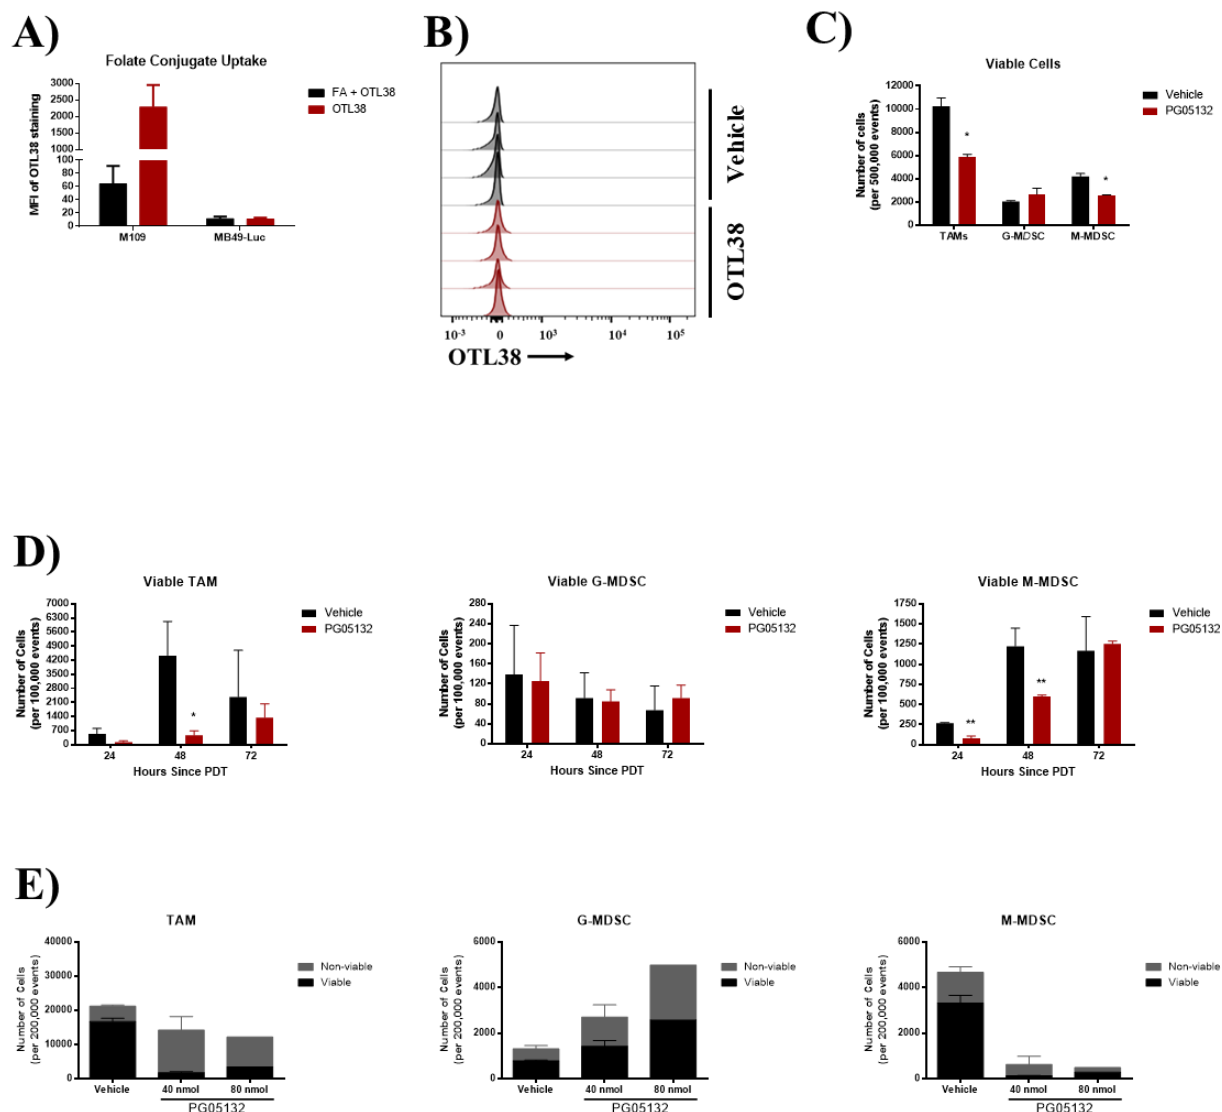 A)
Folate Conjugate Uptake
MFI of OTL38 staining
3000
2500
2000
1500
1000
100
80
60
40
20
0
M109
MB49-Luc
FA + OTL38
OTL38
B)
Vehicle
OTL38
10-3
0
103
104
105
OTL38
C)
Viable Cells
Number of cells
(per 500,000 events)
12000
10000
8000
6000
4000
2000
0
*
*
TAMs
G-MDSC
M-MDSC
Vehicle
PG05132
D)
Viable TAM
Number of Cells
(per 100,000 events)
7000
6300
5600
4900
4200
3500
2800
2100
1400
700
0
*
24
48
72
Hours Since PDT
Vehicle
PG05132
Viable G-MDSC
Number of Cells
(per 100,000 events)
280
240
200
160
120
80
40
0
24
48
72
Hours Since PDT
Vehicle
PG05132
Viable M-MDSC
Number of Cells
(per 100,000 events)
1750
1500
1250
1000
750
500
250
0
**
**
24
48
72
Hours Since PDT
Vehicle
PG05132
E)
TAM
Number of Cells
(per 200,000 events)
40000
30000
20000
10000
0
Vehicle
40 nmol
80 nmol
PG05132
Non-viable
Viable
G-MDSC
Number of Cells
(per 200,000 events)
6000
4000
2000
0
Vehicle
40 nmol
80 nmol
PG05132
Non-viable
Viable
M-MDSC
Number of Cells
(per 200,000 events)
6000
4000
2000
0
Vehicle
40 nmol
80 nmol
PG05132
Non-viable
Viable